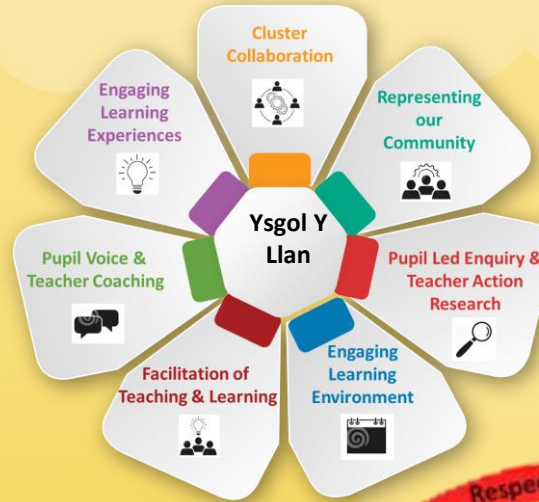 Cluster
Collaboration
Engaging
Learning
Experiences
Representing
our
Community
Ysgol Y
Llan
Pupil Voice &
Teacher Coaching
Pupil Led Enquiry &
Teacher Action
Research
Facilitation of
Teaching & Learning
Engaging
Learning
Environment